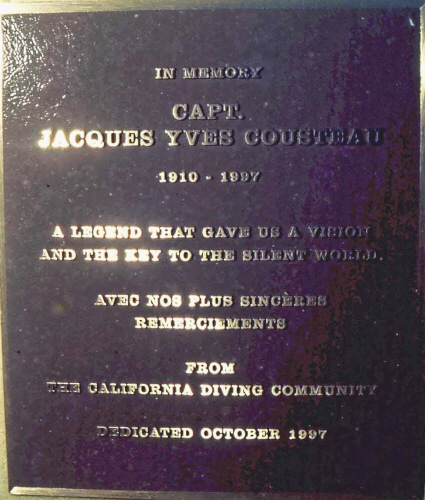 IN MEMORY
CAPT.
JACQUES YVES COUSTEAU
1910 - 1997
A LEGEND THAT GAVE US A VISION
AND THE KEY TO THE SILENT WORLD.
AVEC NOS PLUS SINCÈRES
REMERCIEMENTS
FROM
THE CALIFORNIA DIVING COMMUNITY
DEDICATED OCTOBER 1997